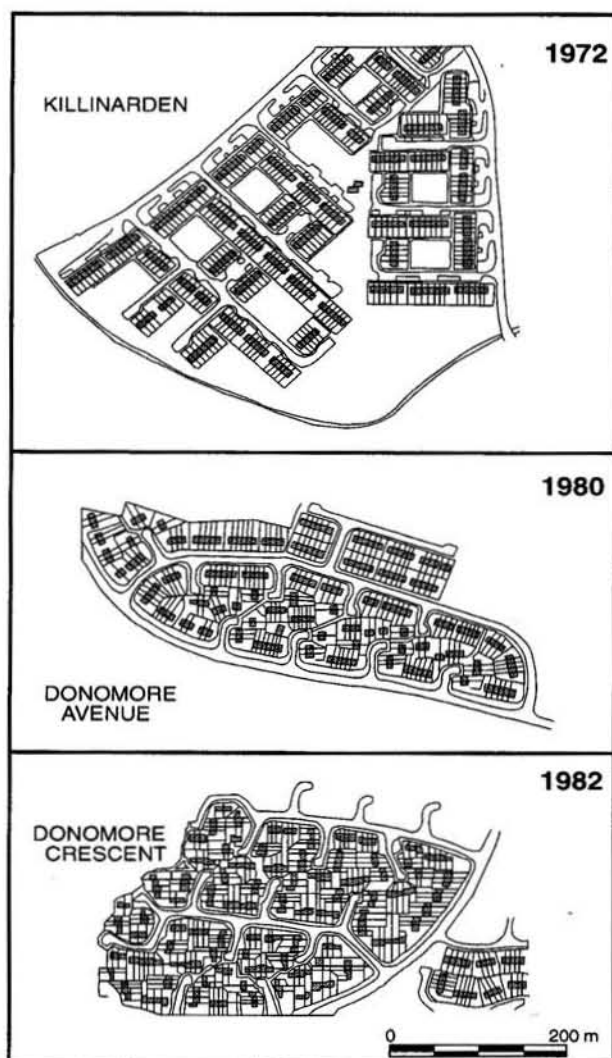 1972
KILLINARDEN
1980
DONOMORE
AVENUE
1982
DONOMORE
CRESCENT
0 200 m